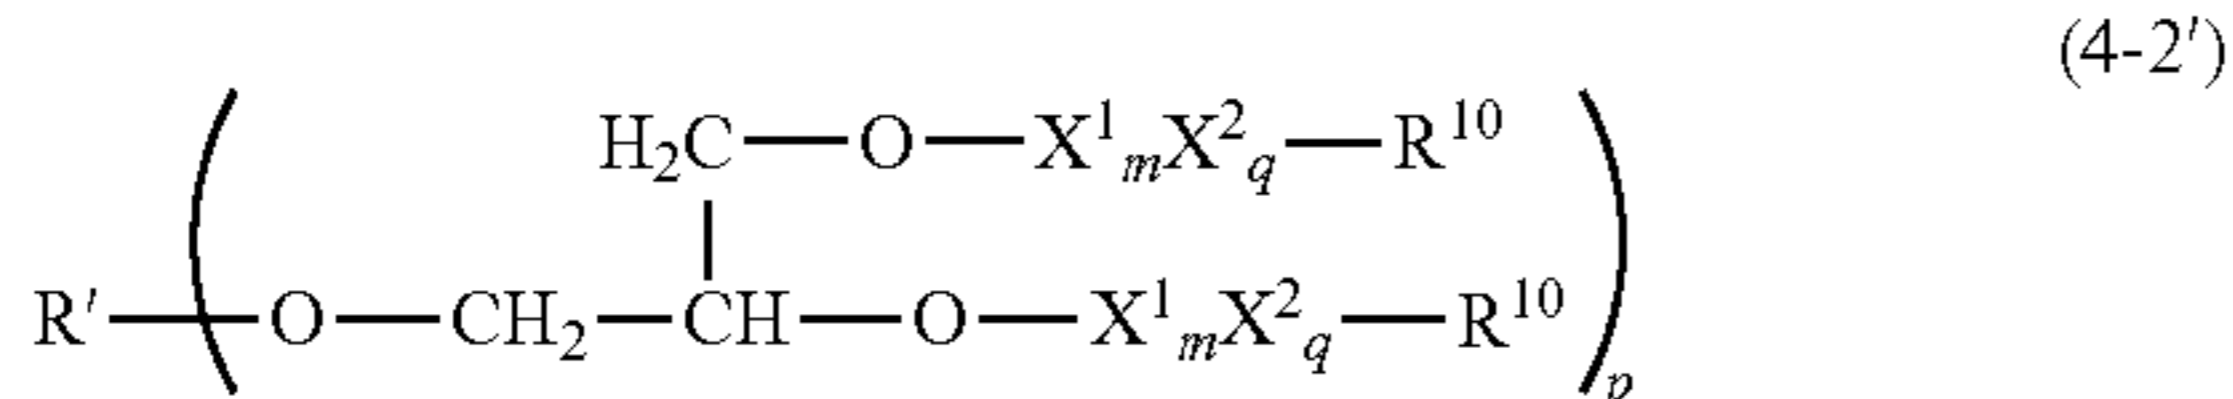 (4-2')
H₂C—O—X¹ₘX²q—R¹⁰
R'—(O—CH₂—CH—O—X¹ₘX²q—R¹⁰)p